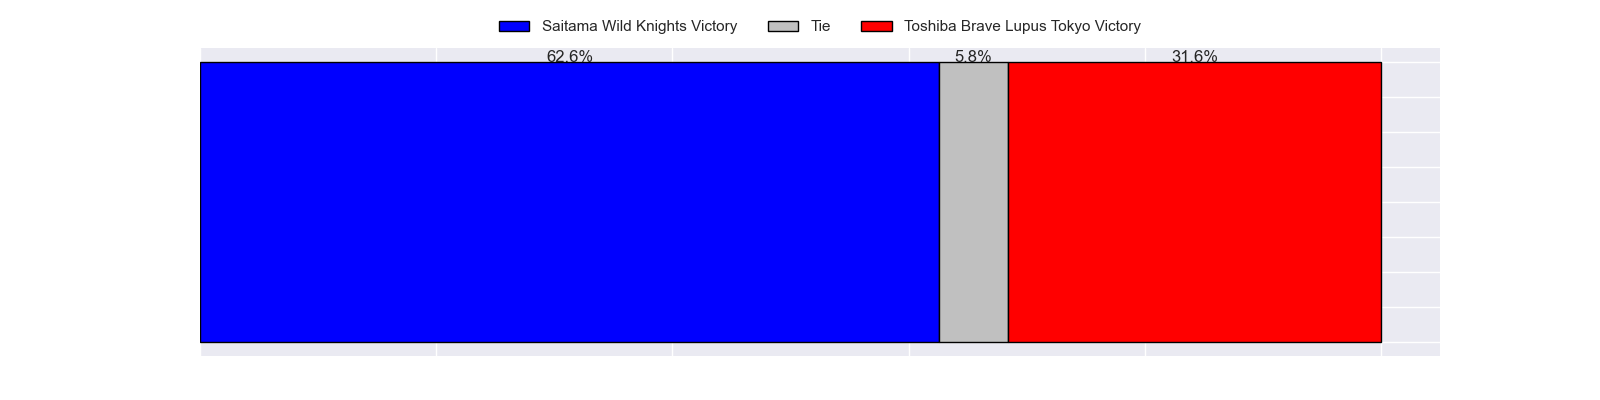 Saitama Wild Knights Victory Tie Toshiba Brave Lupus Tokyo Victory
62.6% 5.8% 31.6%